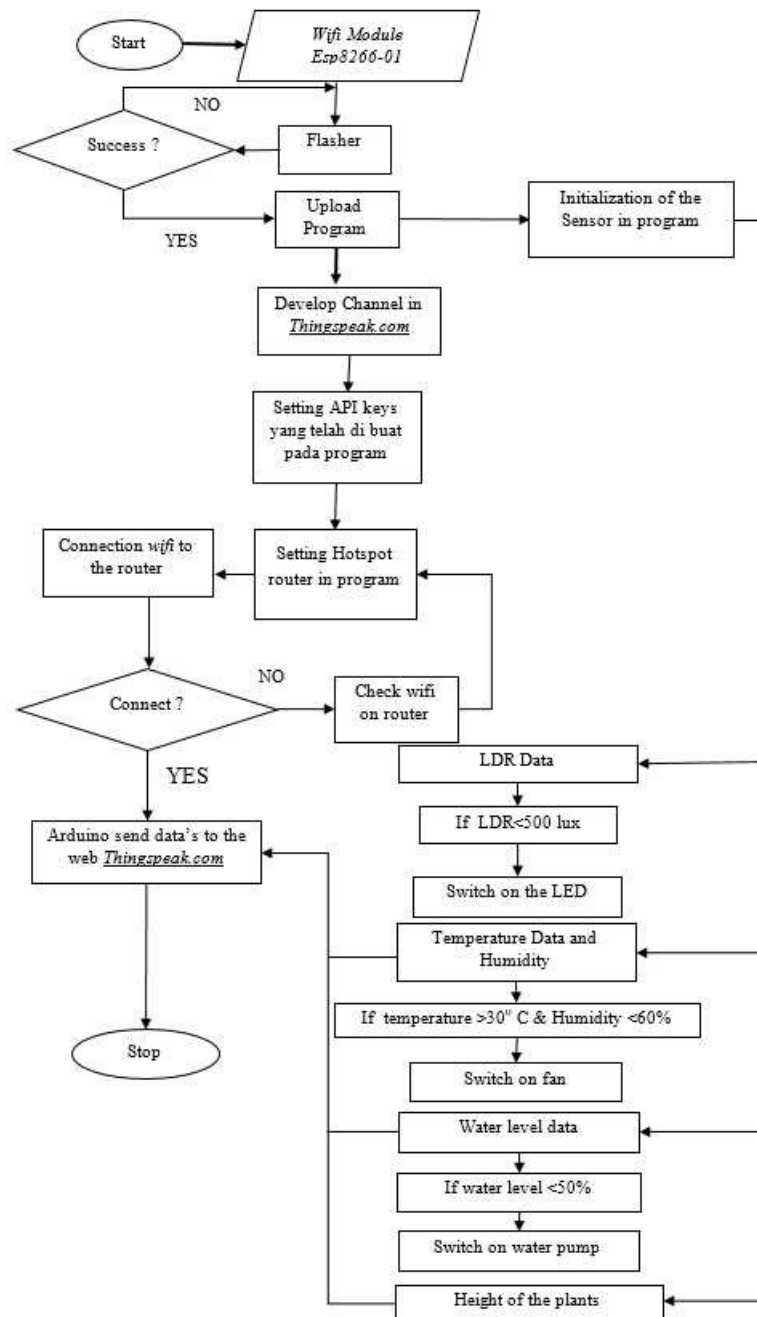 Start
Wifi Module
Esp8266-01
NO
Success ?
Flasher
YES
Upload
Program
Initialization of the
Sensor in program
Develop Channel in
Thingspeak.com
Setting API keys
yang telah di buat
pada program
Connection wifi to
the router
Setting Hotspot
router in program
Connect ?
NO
Check wifi
on router
YES
LDR Data
If LDR<500 lux
Arduino send data’s to the
web Thingspeak.com
Switch on the LED
Temperature Data and
Humidity
If temperature >30° C & Humidity <60%
Stop
Switch on fan
Water level data
If water level <50%
Switch on water pump
Height of the plants